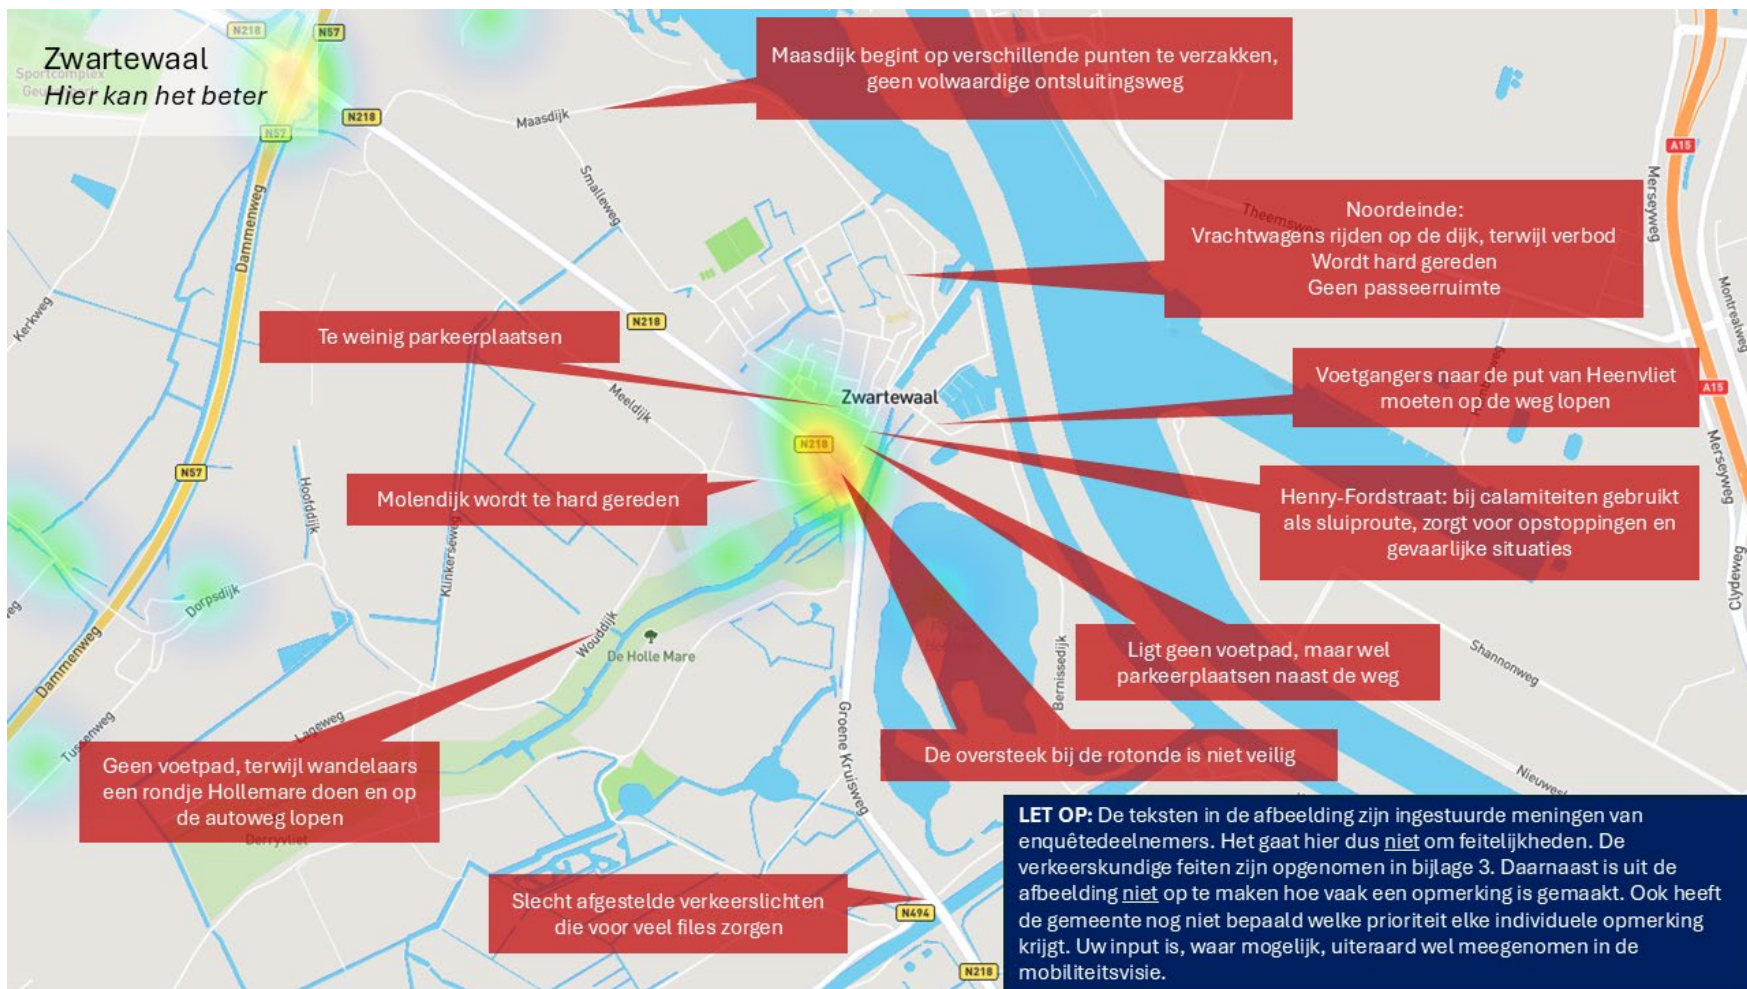 Zwartewaal
Hier kan het beter
Maasdijk begint op verschillende punten te verzakken,
geen volwaardige ontsluitingsweg
Noordeinde:
Vrachtwagens rijden op de dijk, terwijl verbod
Wordt hard gereden
Geen passeerruimte
Te weinig parkeerplaatsen
Voetgangers naar de put van Heenvliet
moeten op de weg lopen
Molendijk wordt te hard gereden
Henry-Fordstraat: bij calamiteiten gebruikt
als sluiproute, zorgt voor opstoppingen en
gevaarlijke situaties
Ligt geen voetpad, maar wel
parkeerplaatsen naast de weg
De oversteek bij de rotonde is niet veilig
Geen voetpad, terwijl wandelaars
een rondje Hollemare doen en op
de autoweg lopen
Slecht afgestelde verkeerslichten
die voor veel files zorgen
LET OP: De teksten in de afbeelding zijn ingestuurde meningen van
enquêtedeelnemers. Het gaat hier dus niet om feitelijkheden. De
verkeerskundige feiten zijn opgenomen in bijlage 3. Daarnaast is uit de
afbeelding niet op te maken hoe vaak een opmerking is gemaakt. Ook heeft
de gemeente nog niet bepaald welke prioriteit elke individuele opmerking
krijgt. Uw input is, waar mogelijk, uiteraard wel meegenomen in de
mobiliteitsvisie.
N218
N57
Sportcomplex
N57
N218
Maasdijk
Smalleweg
Dammenweg
Kerkweg
N218
Meeldijk
Zwartewaal
N218
N57
Hoofddijk
Klinkerseweg
Dorpsdijk
Wouddijk
De Holle Mare
Dammenweg
Tussenweg
Lageweg
Derryvliet
Groene Kruisweg
Bernissedijk
Theemsweg
Merseyweg
A15
Montrealweg
A15
Merseyweg
Clydeweg
Shannonweg
N494
N218